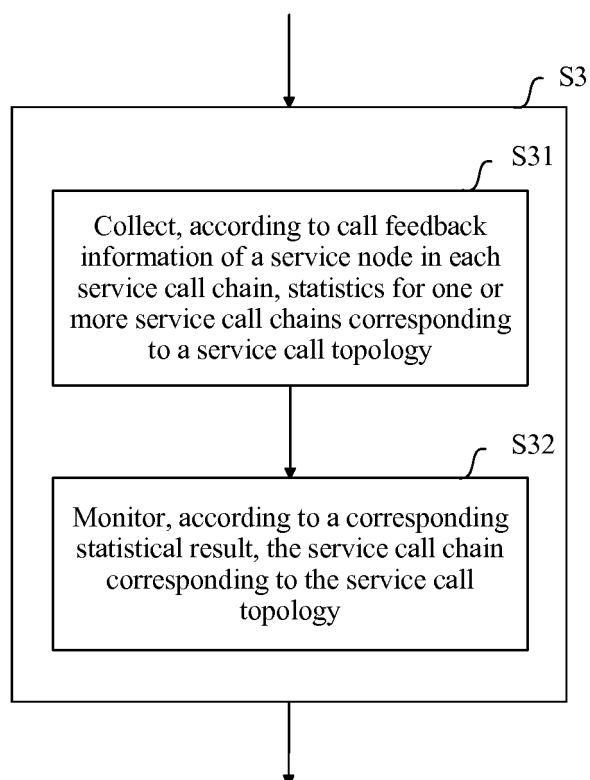 S3
S31
Collect, according to call feedback
information of a service node in each
service call chain, statistics for one or
more service call chains corresponding
to a service call topology
S32
Monitor, according to a corresponding
statistical result, the service call chain
corresponding to the service call
topology